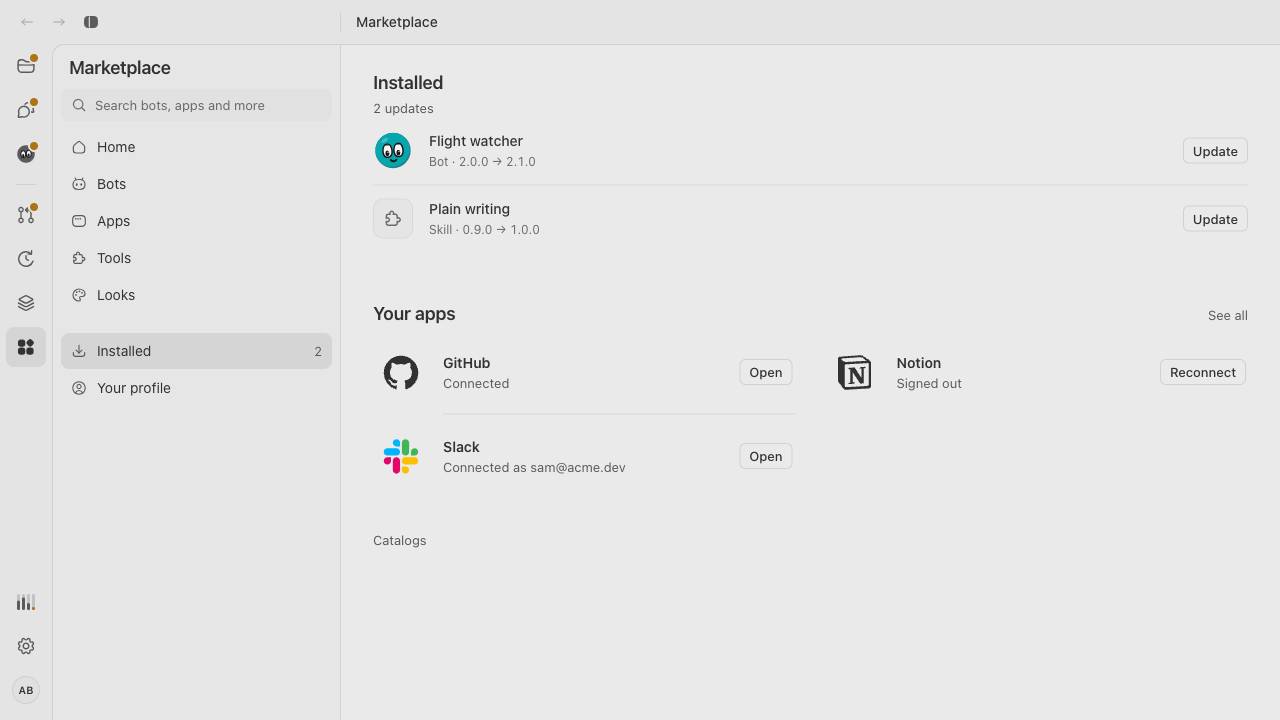 Marketplace
Marketplace
Search bots, apps and more
Home
Bots
Apps
Tools
Looks
Installed 2
Your profile
AB
Installed
2 updates
Flight watcher
Bot · 2.0.0 → 2.1.0
Update
Plain writing
Skill · 0.9.0 → 1.0.0
Update
Your apps
See all
GitHub
Connected
Open
Notion
Signed out
Reconnect
Slack
Connected as sam@acme.dev
Open
Catalogs